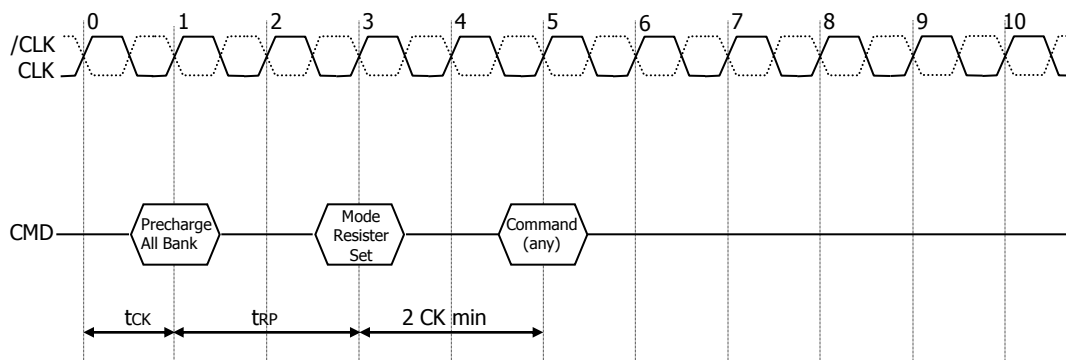 0 1 2 3 4 5 6 7 8 9 10
/CLK
CLK
CMD
Precharge
All Bank
Mode
Resister
Set
Command
(any)
tCK tRP 2 CK min